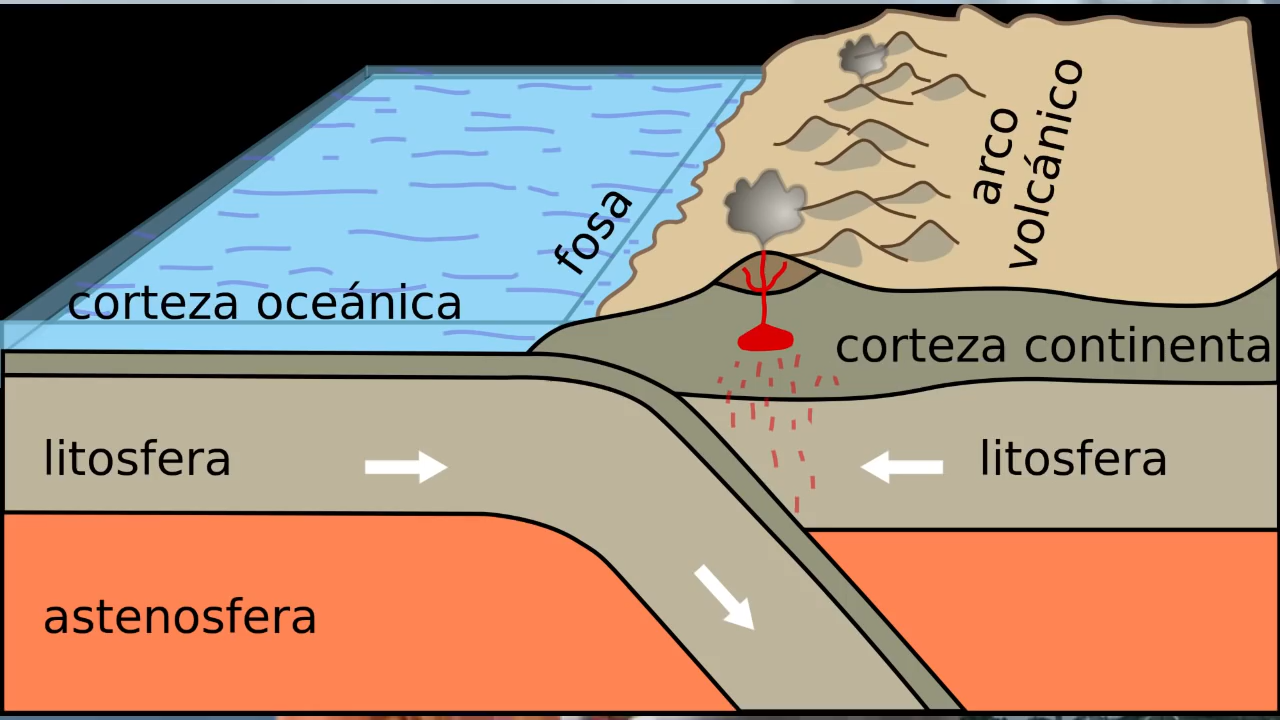 arco
volcánico
fosa
corteza oceánica
corteza continenta
litosfera
litosfera
astenosfera